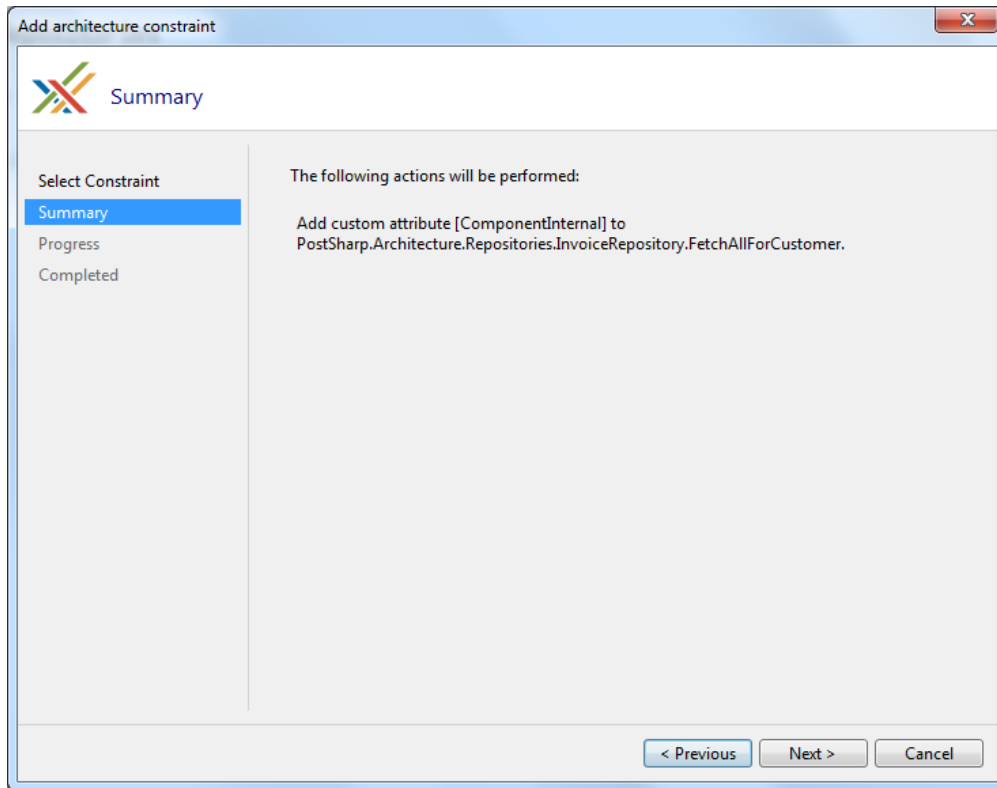 Add architecture constraint
Summary
Select Constraint
Summary
Progress
Completed
The following actions will be performed:
Add custom attribute [ComponentInternal] to
PostSharp.Architecture.Repositories.InvoiceRepository.FetchAllForCustomer.
< Previous
Next >
Cancel